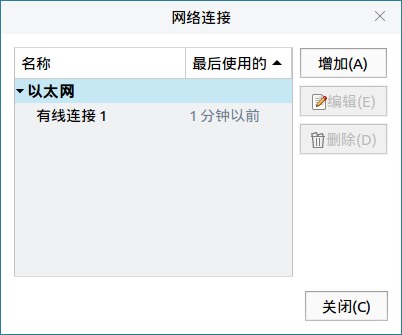 网络连接
名称
最后使用的
增加(A)
以太网
编辑(E)
有线连接 1
1 分钟以前
删除(D)
关闭(C)